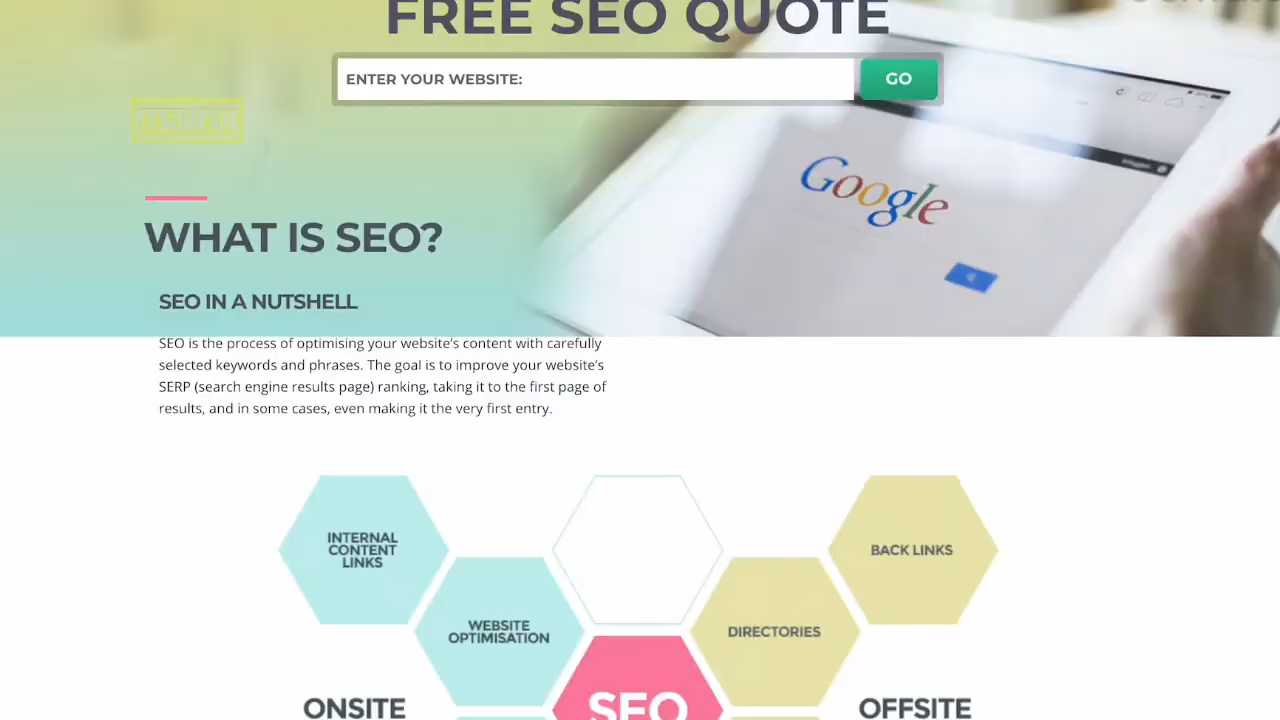 FREE SEO QUOTE
ENTER YOUR WEBSITE:
GO
matrix
Google
WHAT IS SEO?
SEO IN A NUTSHELL
SEO is the process of optimising your website's content with carefully
selected keywords and phrases. The goal is to improve your website's
SERP (search engine results page) ranking, taking it to the first page of
results, and in some cases, even making it the very first entry.
INTERNAL
CONTENT
LINKS
BACK LINKS
WEBSITE
OPTIMISATION
DIRECTORIES
SEO
ONSITE
OFFSITE